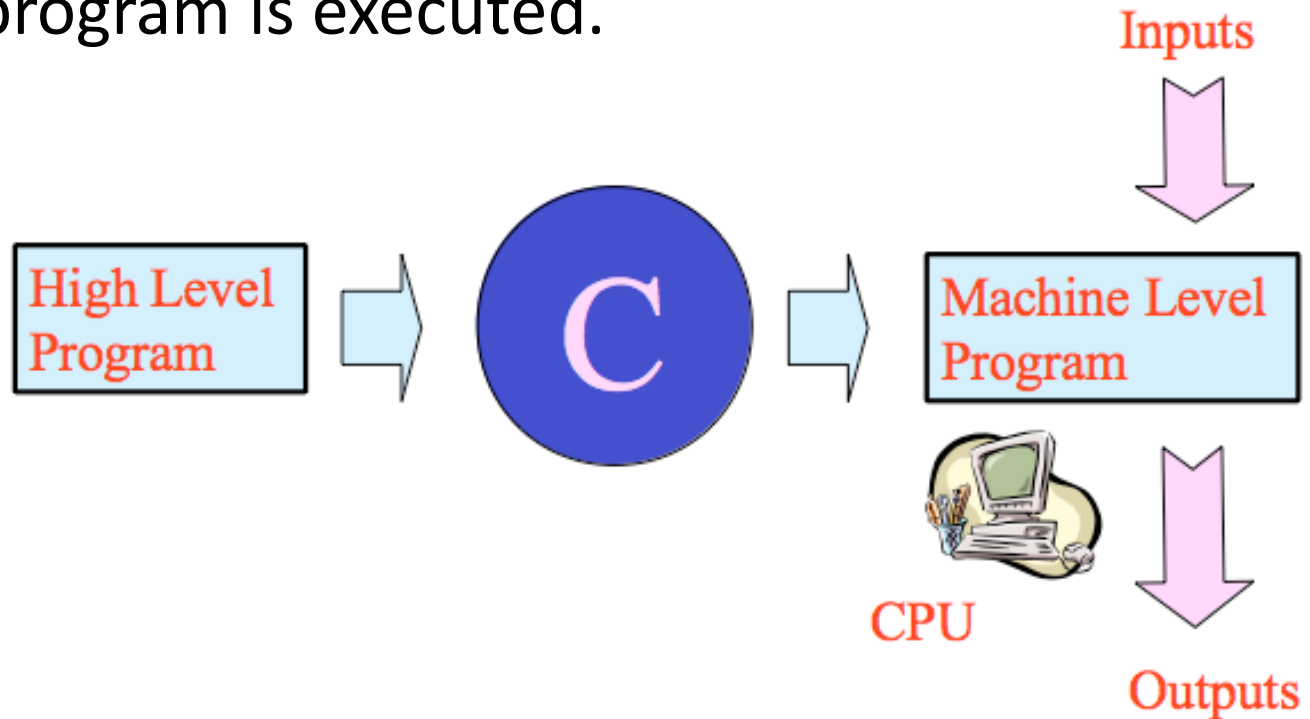 program is executed.
Inputs
High Level
Program
C
Machine Level
Program
CPU
Outputs